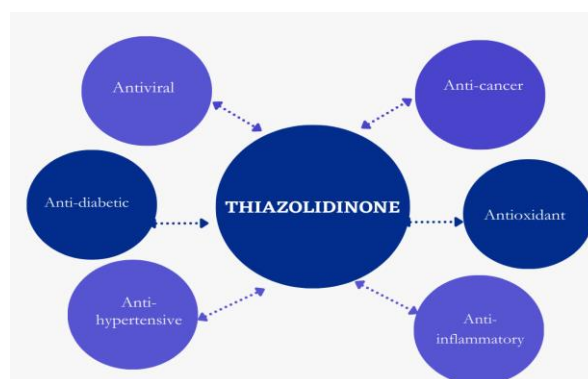 Antiviral
Anti-cancer
Anti-diabetic
THIAZOLIDINONE
Antioxidant
Anti-
hypertensive
Anti-
inflammatory